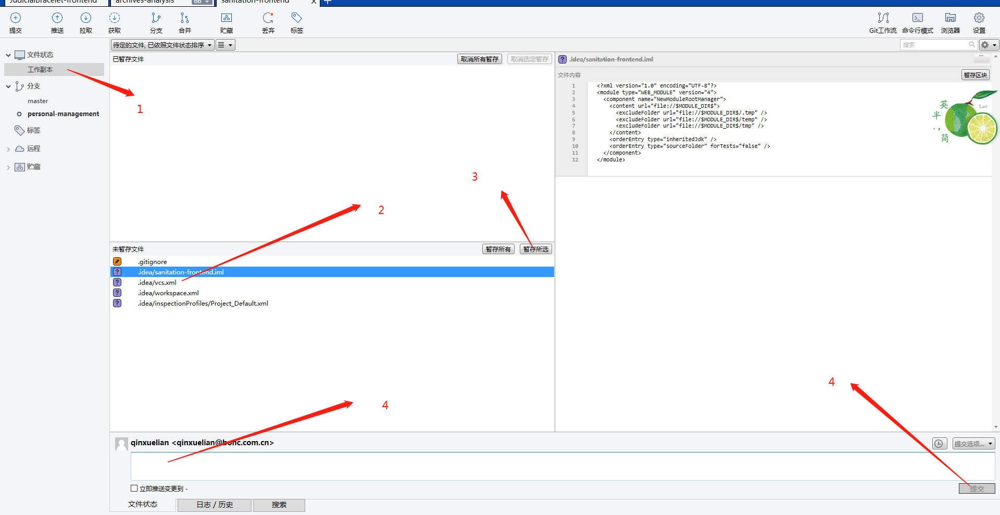 JudicialBracelet-frontend
archives-analysis
66
sanitation-frontend
提交
推送
拉取
获取
分支
合并
贮藏
丢弃
标签
Git工作流
命令行模式
浏览器
设置
文件状态
工作副本
分支
master
personal-management
标签
远程
贮藏
待定的文件, 已依照文件状态排序
搜索
已暂存文件
取消所有暂存
取消选定暂存
1
2
3
未暂存文件
暂存所有
暂存所选
.gitignore
.idea/sanitation-frontend.iml
.idea/vcs.xml
.idea/workspace.xml
.idea/inspectionProfiles/Project_Default.xml
4
.idea/sanitation-frontend.iml
文件内容
暂存区块
1 <?xml version="1.0" encoding="UTF-8"?>
2 <module type="WEB_MODULE" version="4">
3 <component name="NewModuleRootManager">
4 <content url="file://$MODULE_DIR$">
5 <excludeFolder url="file://$MODULE_DIR$/.tmp" />
6 <excludeFolder url="file://$MODULE_DIR$/temp" />
7 <excludeFolder url="file://$MODULE_DIR$/tmp" />
8 </content>
9 <orderEntry type="inheritedJdk" />
10 <orderEntry type="sourceFolder" forTests="false" />
11 </component>
12 </module>
英
半
·,
简
4
qinxuelian <qinxuelian@bonc.com.cn>
提交选项...
立即推送变更到 -
提交
文件状态
日志 / 历史
搜索